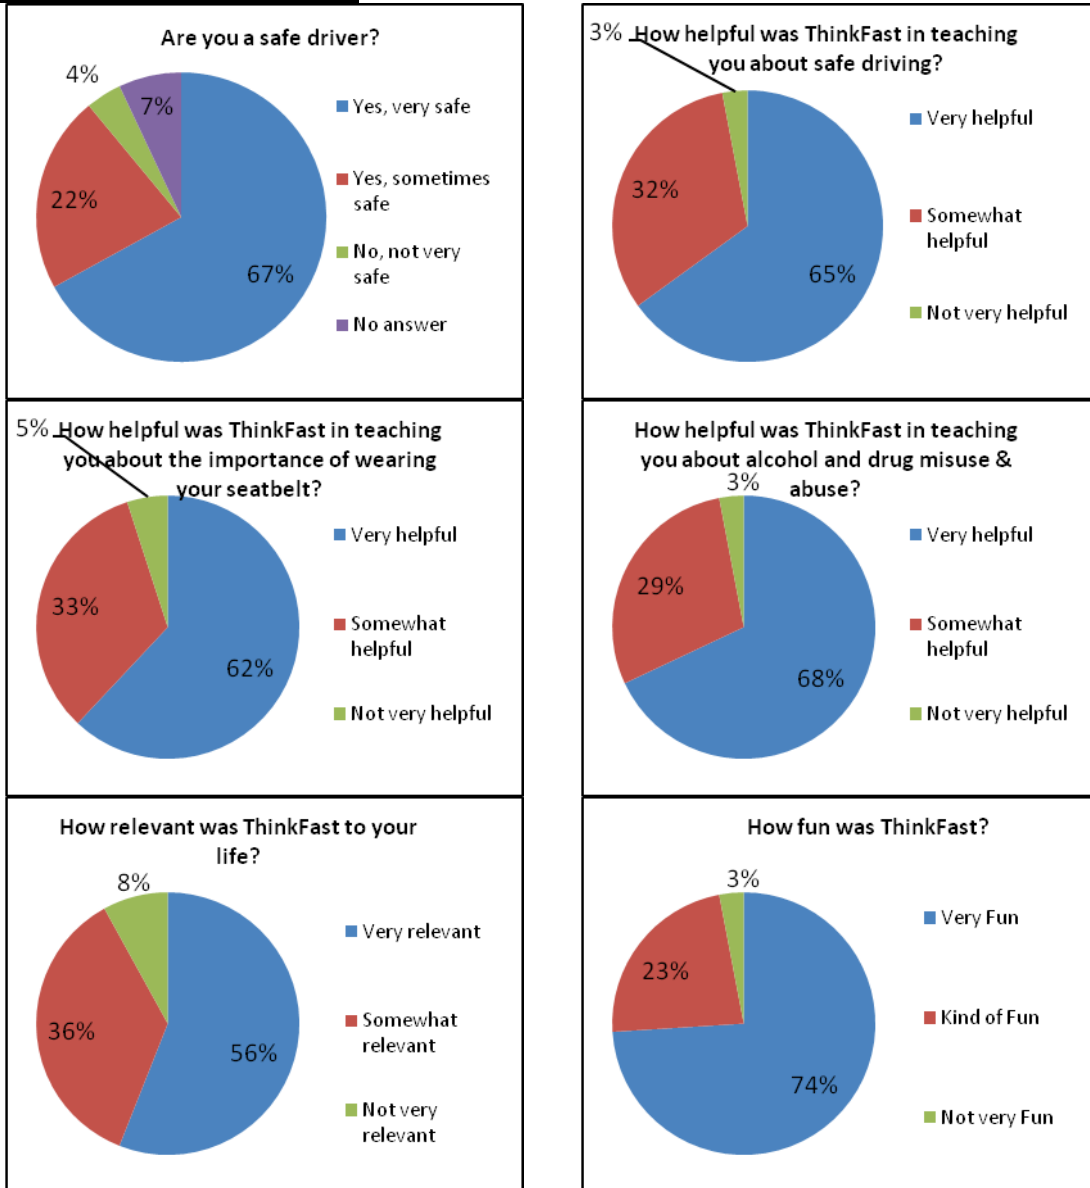 Are you a safe driver?
4%
7%
22%
67%
Yes, very safe
Yes, sometimes
safe
No, not very
safe
No answer
3%
How helpful was ThinkFast in teaching
you about safe driving?
32%
65%
Very helpful
Somewhat
helpful
Not very helpful
5%
How helpful was ThinkFast in teaching
you about the importance of wearing
your seatbelt?
33%
62%
Very helpful
Somewhat
helpful
Not very helpful
How helpful was ThinkFast in teaching
you about alcohol and drug misuse &
abuse?
3%
29%
68%
Very helpful
Somewhat
helpful
Not very helpful
How relevant was ThinkFast to your
life?
8%
36%
56%
Very relevant
Somewhat
relevant
Not very
relevant
How fun was ThinkFast?
3%
23%
74%
Very Fun
Kind of Fun
Not very Fun